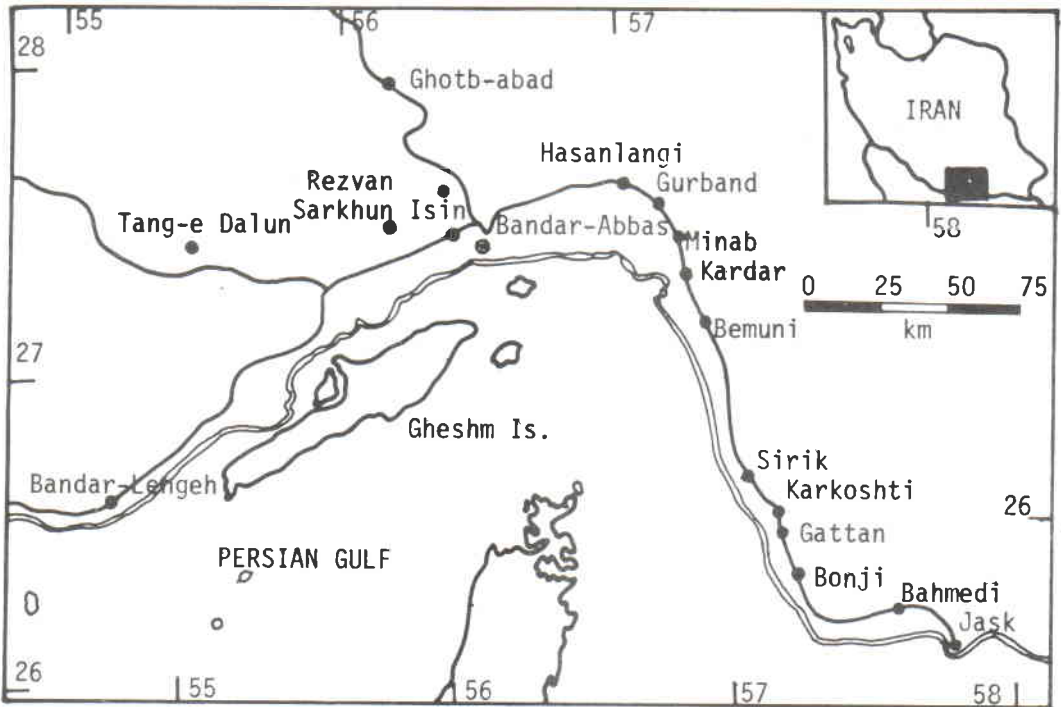 55
56
57
28
Ghotb-abad
IRAN
Hasanlangi
Rezvan
Gurband
Sarkhun Isin
58
Tang-e Dalun
Bandar-Abbas
Minab
Kardar
0 25 50 75
km
Bemuni
27
Gheshm Is.
Sirik
Bandar-Lengeh
Karkoshti
26
Gattan
PERSIAN GULF
Bonji
Bahmedi
Jask
26
55
56
57
58